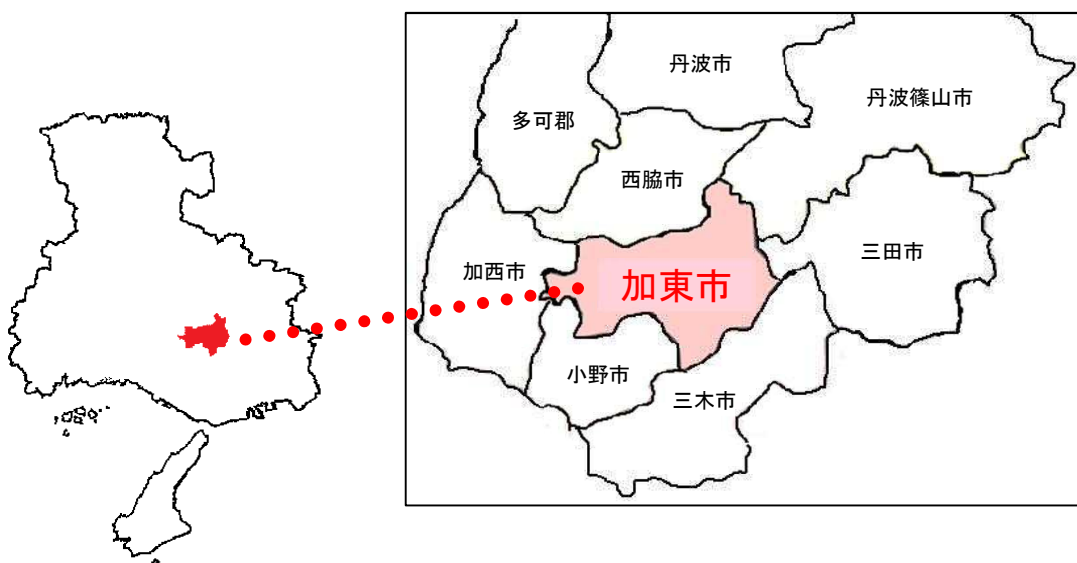 丹波市
丹波篠山市
多可郡
西脇市
三田市
加西市
加東市
小野市
三木市